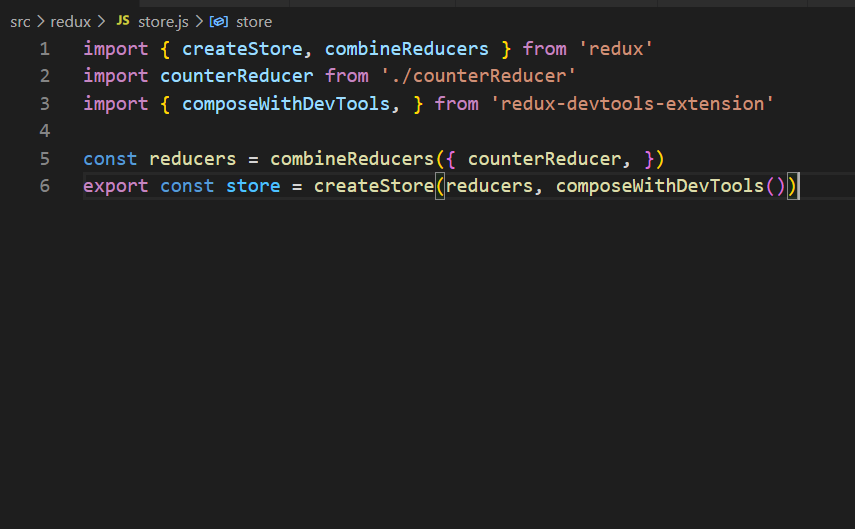 src > redux > JS store.js > store
1 import { createStore, combineReducers } from 'redux'
2 import counterReducer from './counterReducer'
3 import { composeWithDevTools, } from 'redux-devtools-extension'
4
5 const reducers = combineReducers({ counterReducer, })
6 export const store = createStore(reducers, composeWithDevTools())